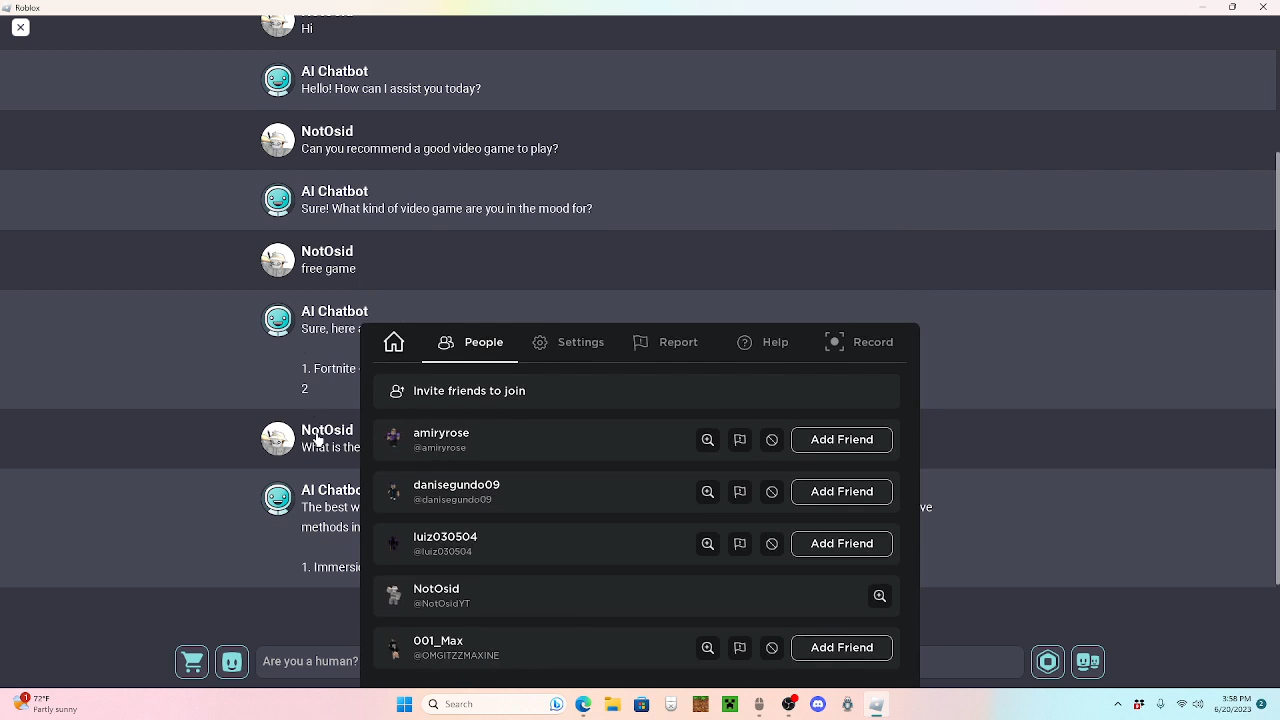 Roblox
Hi
AI Chatbot
Hello! How can I assist you today?
NotOsid
Can you recommend a good video game to play?
AI Chatbot
Sure! What kind of video game are you in the mood for?
NotOsid
free game
AI Chatbot
Sure, here
1. Fortnite
2
NotOsid
What is the
AI Chatbo
The best w
ve
methods in
1. Immersi
People
Settings
Report
Help
Record
Invite friends to join
amiryrose
@amiryrose
Add Friend
danisegundo09
@danisegundo09
Add Friend
luiz030504
@luiz030504
Add Friend
NotOsid
@NotOsidYT
001_Max
@OMGITZZMAXINE
Add Friend
Are you a human?
1
72°F
Partly sunny
Search
3:58 PM
6/20/2023
2